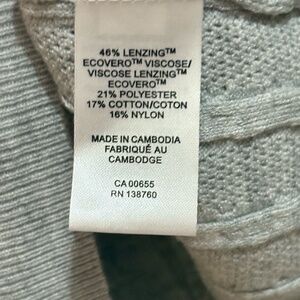 46% LENZING™
ECOVERO™ VISCOSE/
VISCOSE LENZING™
ECOVERO™
21% POLYESTER
17% COTTON/COTON
16% NYLON
MADE IN CAMBODIA
FABRIQUÉ AU
CAMBODGE
CA 00655
RN 138760